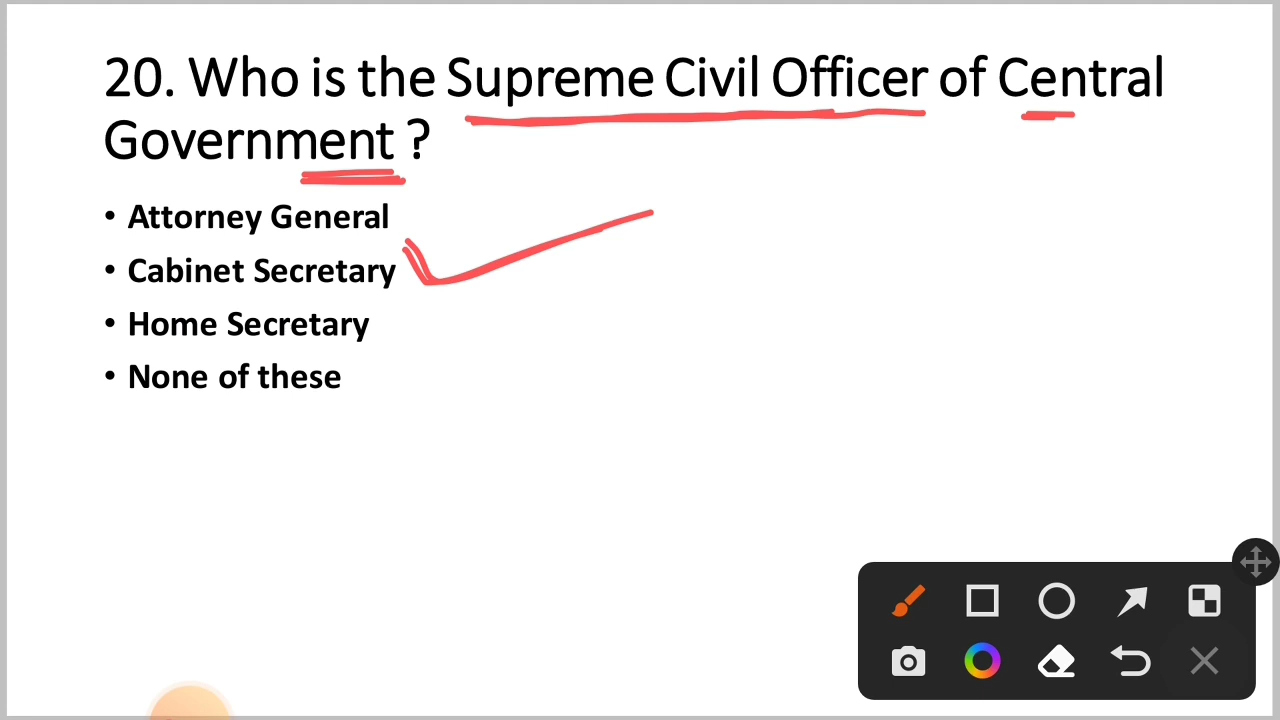 20. Who is the Supreme Civil Officer of Central
Government ?
• Attorney General
• Cabinet Secretary
• Home Secretary
• None of these